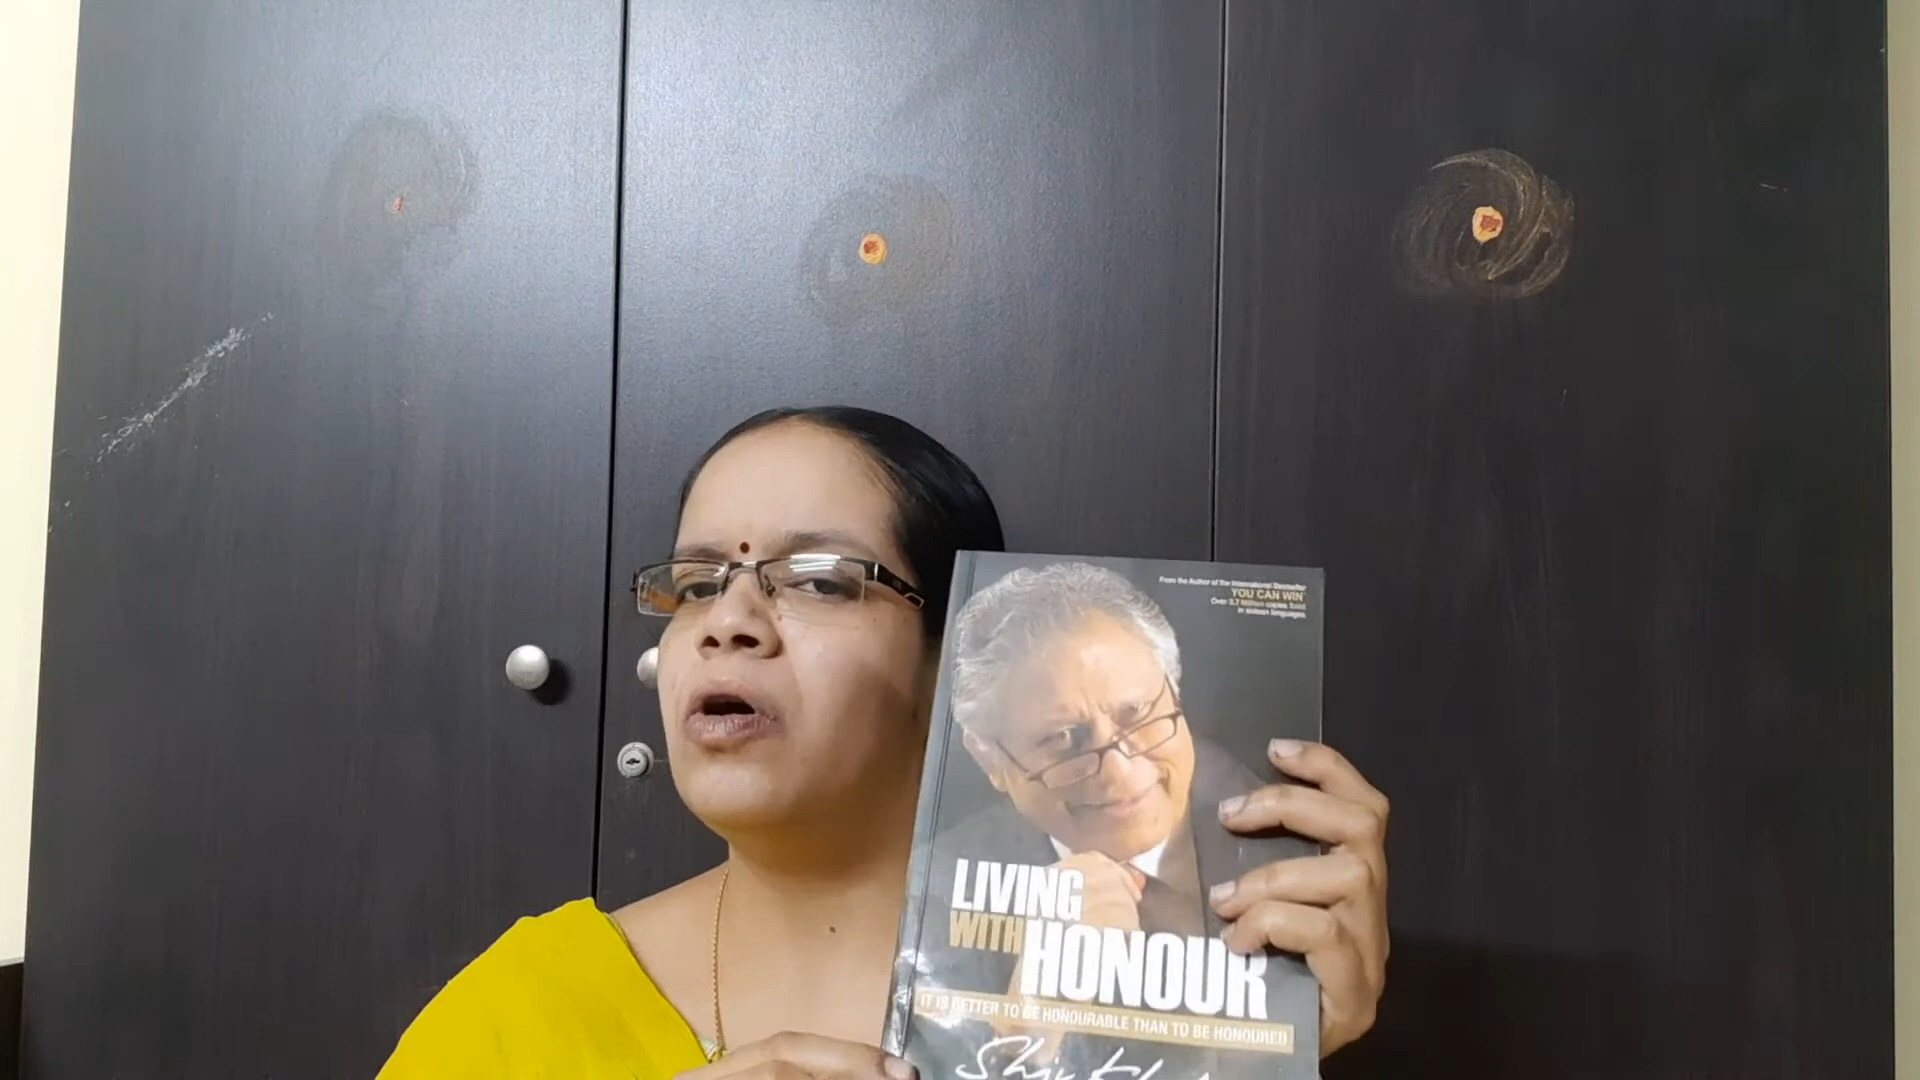 From the Author of the International Bestseller
YOU CAN WIN
Over 2.7 Million copies Sold
in sixteen languages
LIVING
WITH HONOUR
IT IS BETTER TO BE HONOURABLE THAN TO BE HONOURED
Shiv